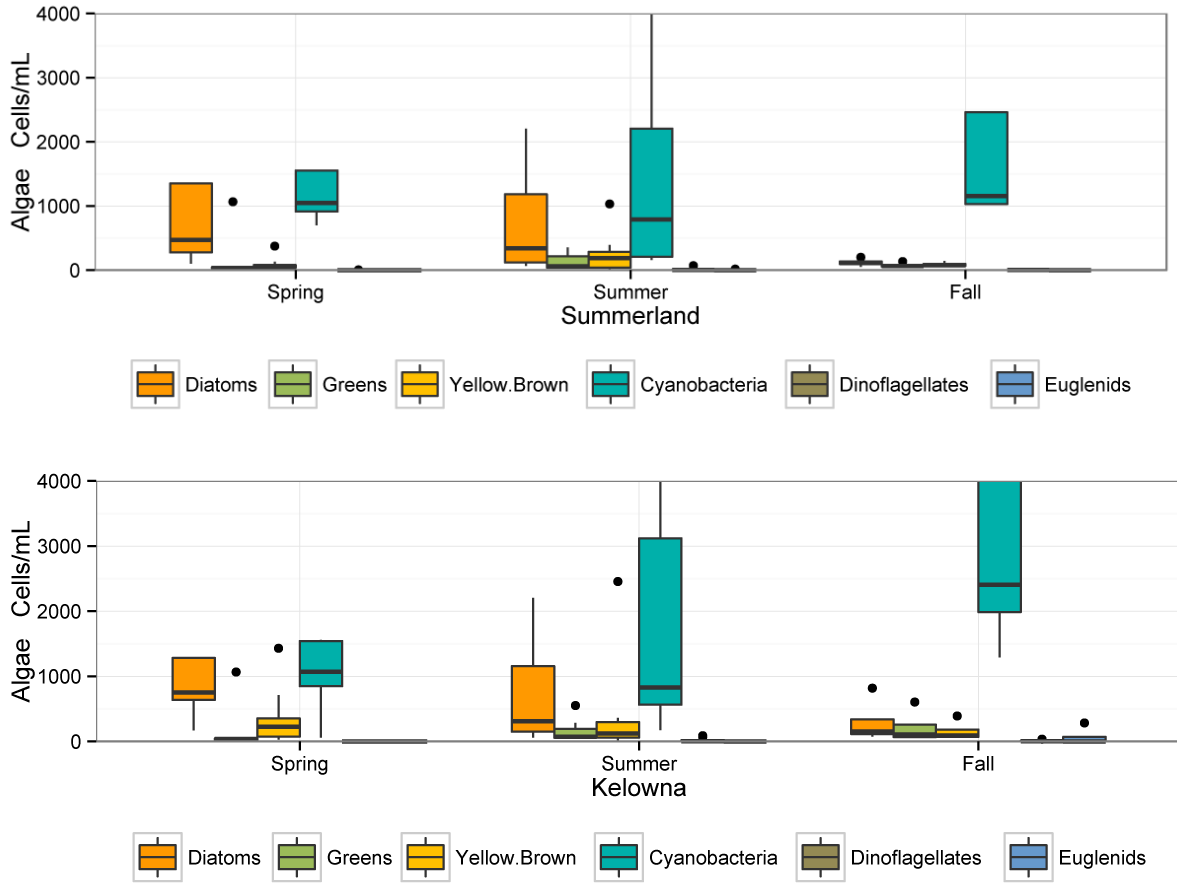 4000
3000
2000
1000
0
Algae Cells/mL
Spring Summer Fall
Summerland
Diatoms Greens Yellow.Brown Cyanobacteria Dinoflagellates Euglenids
4000
3000
2000
1000
0
Algae Cells/mL
Spring Summer Fall
Kelowna
Diatoms Greens Yellow.Brown Cyanobacteria Dinoflagellates Euglenids